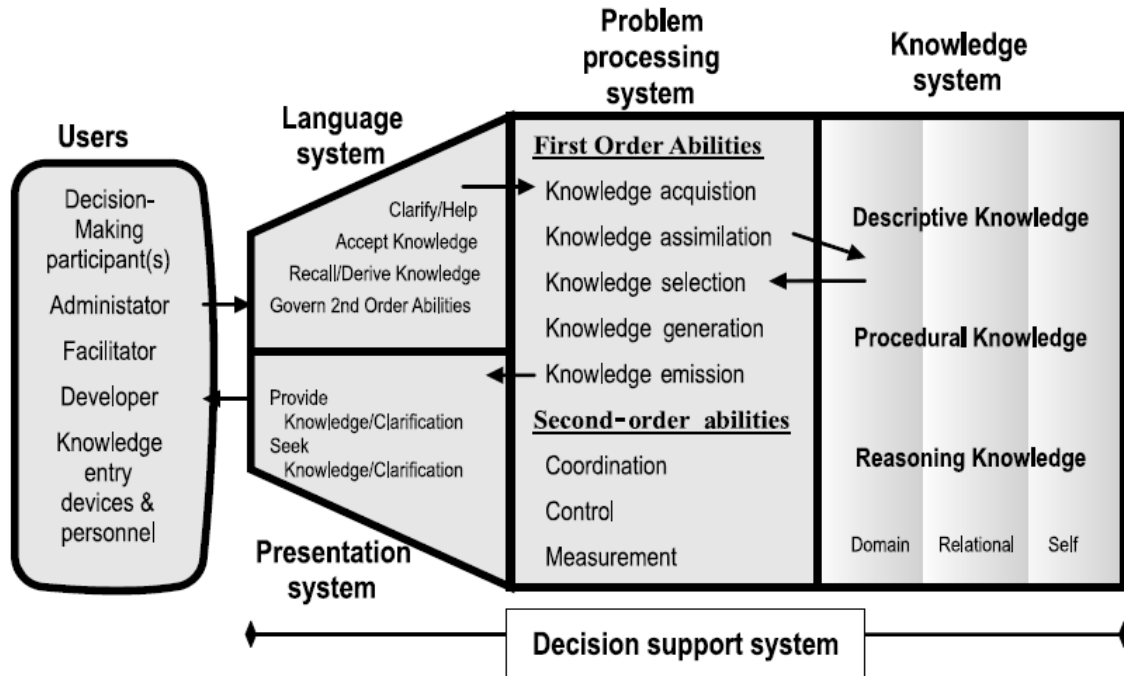 Users
Decision-
Making
participant(s)
Administator
Facilitator
Developer
Knowledge
entry
devices &
personnel
Language
system
Clarify/Help
Accept Knowledge
Recall/Derive Knowledge
Govern 2nd Order Abilities
Provide
Knowledge/Clarification
Seek
Knowledge/Clarification
Presentation
system
Problem
processing
system
First Order Abilities
Knowledge acquistion
Knowledge assimilation
Knowledge selection
Knowledge generation
Knowledge emission
Second-order abilities
Coordination
Control
Measurement
Knowledge
system
Descriptive Knowledge
Procedural Knowledge
Reasoning Knowledge
Domain Relational Self
Decision support system